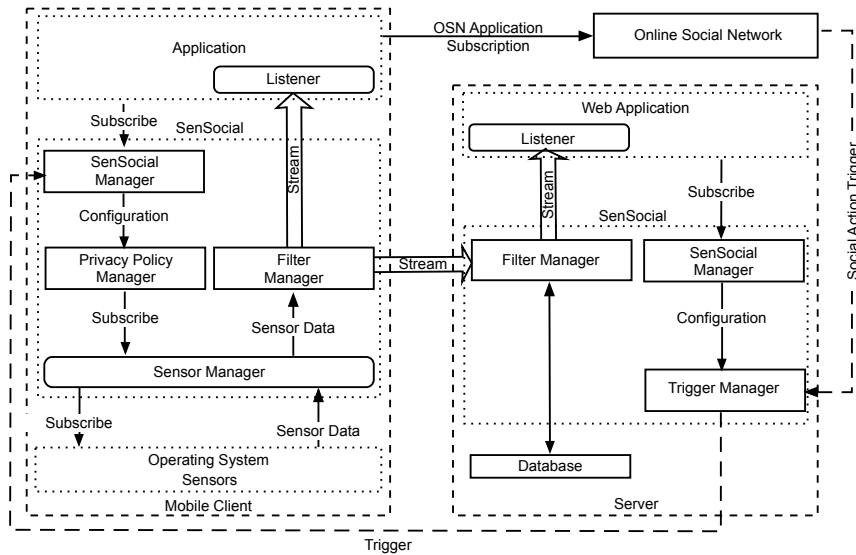 Application
Listener
OSN Application
Subscription
Online Social Network
Subscribe
SenSocial
SenSocial
Manager
Configuration
Privacy Policy
Manager
Filter
Manager
Stream
Stream
Subscribe
Sensor Data
Sensor Manager
Subscribe
Sensor Data
Operating System
Sensors
Mobile Client
Web Application
Listener
Stream
Subscribe
SenSocial
Filter Manager
SenSocial
Manager
Configuration
Trigger Manager
Database
Server
Social Action Trigger
Trigger